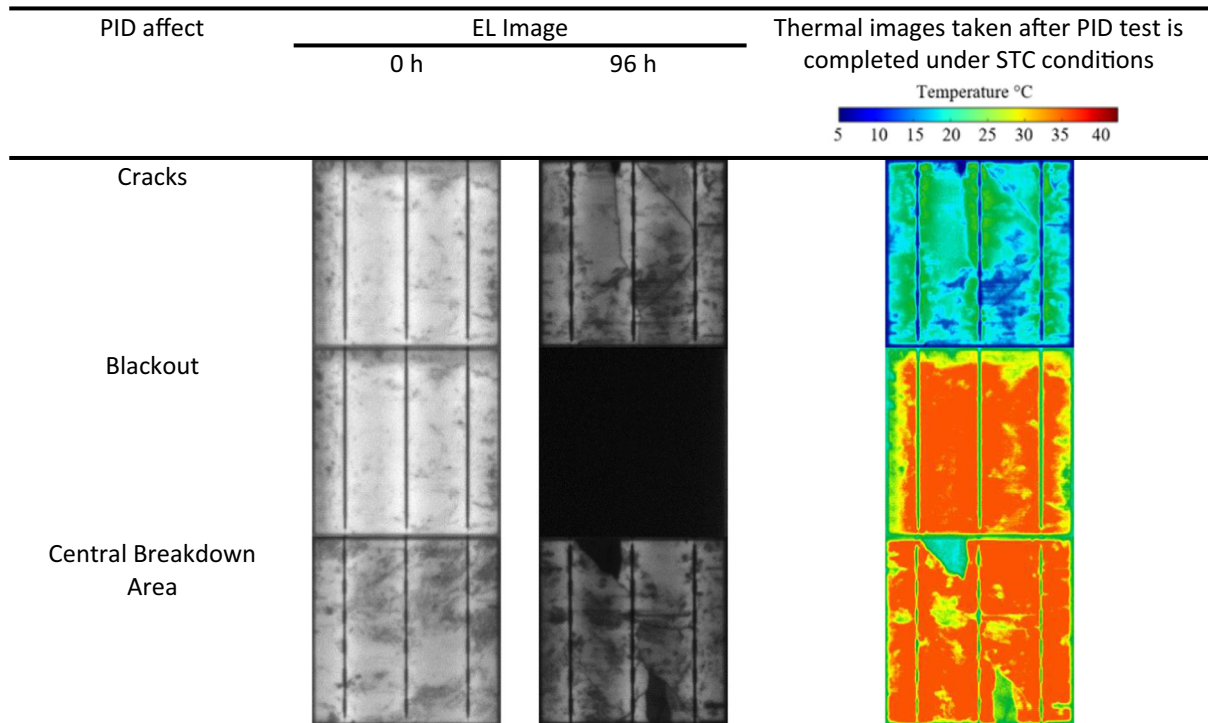 PID affect
EL Image
0 h
96 h
Thermal images taken after PID test is
completed under STC conditions
Temperature °C
5 10 15 20 25 30 35 40
Cracks
Blackout
Central Breakdown
Area